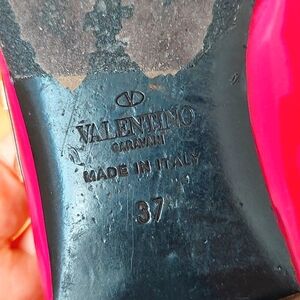 VALENTINO
GARAVANI
MADE IN ITALY
37